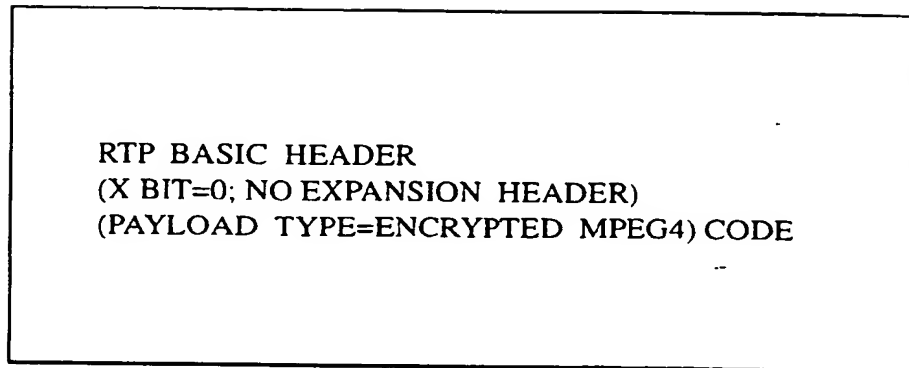 RTP BASIC HEADER
(X BIT=0; NO EXPANSION HEADER)
(PAYLOAD TYPE=ENCRYPTED MPEG4) CODE